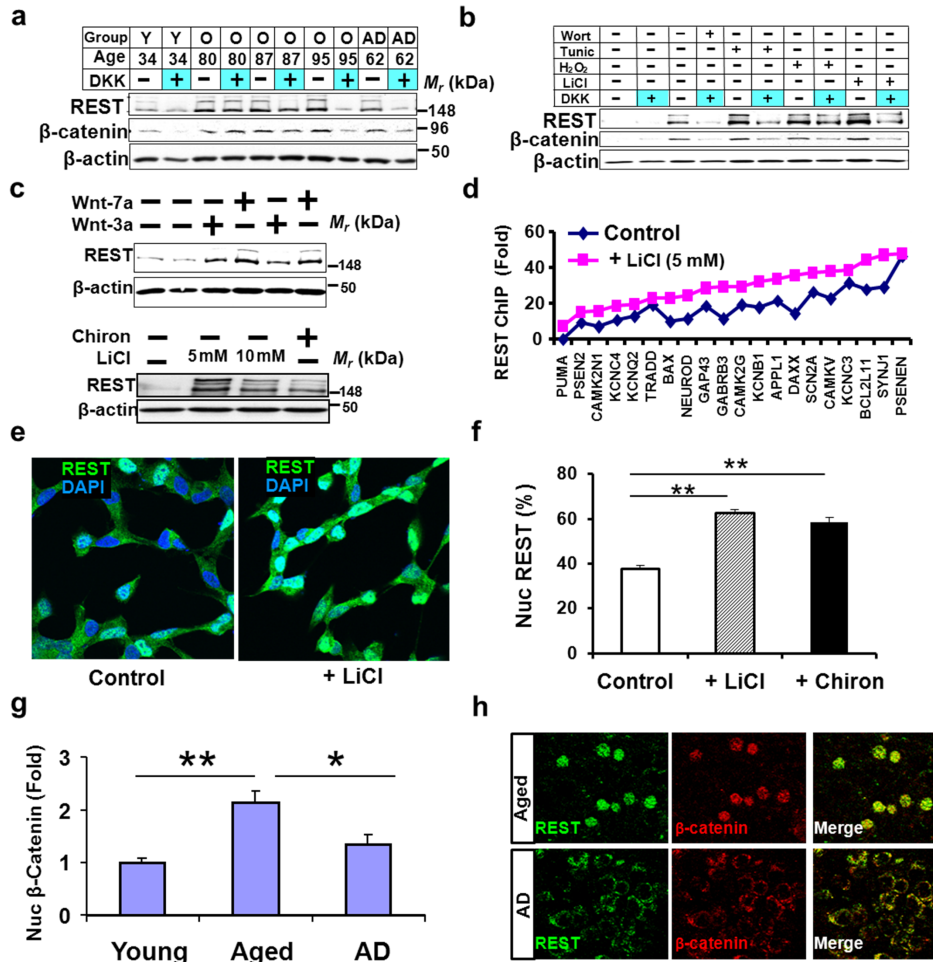 a
Group Y Y O O O O O O AD AD
Age 34 34 80 80 87 87 95 95 62 62
DKK – + – + – + – + – + Mr (kDa)
REST 148
β-catenin 96
β-actin 50
b
Wort – – – + – – – – – –
Tunic – – – – + + – – – –
H2O2 – – – – – – + + – –
LiCl – – – – – – – – + +
DKK – + – + – + – + – +
REST
β-catenin
β-actin
c
Wnt-7a – – – + – +
Wnt-3a – – + – + – Mr (kDa)
REST 148
β-actin 50
Chiron – – – +
LiCl – 5 mM 10 mM – Mr (kDa)
REST 148
β-actin 50
d
REST ChIP (Fold)
60
40
20
0
Control
+ LiCl (5 mM)
PUMA
PSEN2
CAMK2N1
KCNC4
KCNQ2
TRADD
BAX
NEUROD
GAP43
GABRB3
CAMK2G
KCNB1
APPL1
DAXX
SCN2A
CAMKV
KCNC3
BCL2L11
SYNJ1
PSENEN
e
REST
DAPI
REST
DAPI
Control
+ LiCl
f
Nuc REST (%)
80
60
40
20
0
**
**
Control
+ LiCl
+ Chiron
g
Nuc β-Catenin (Fold)
3
2
1
0
**
*
Young
Aged
AD
h
Aged
REST
β-catenin
Merge
AD
REST
β-catenin
Merge